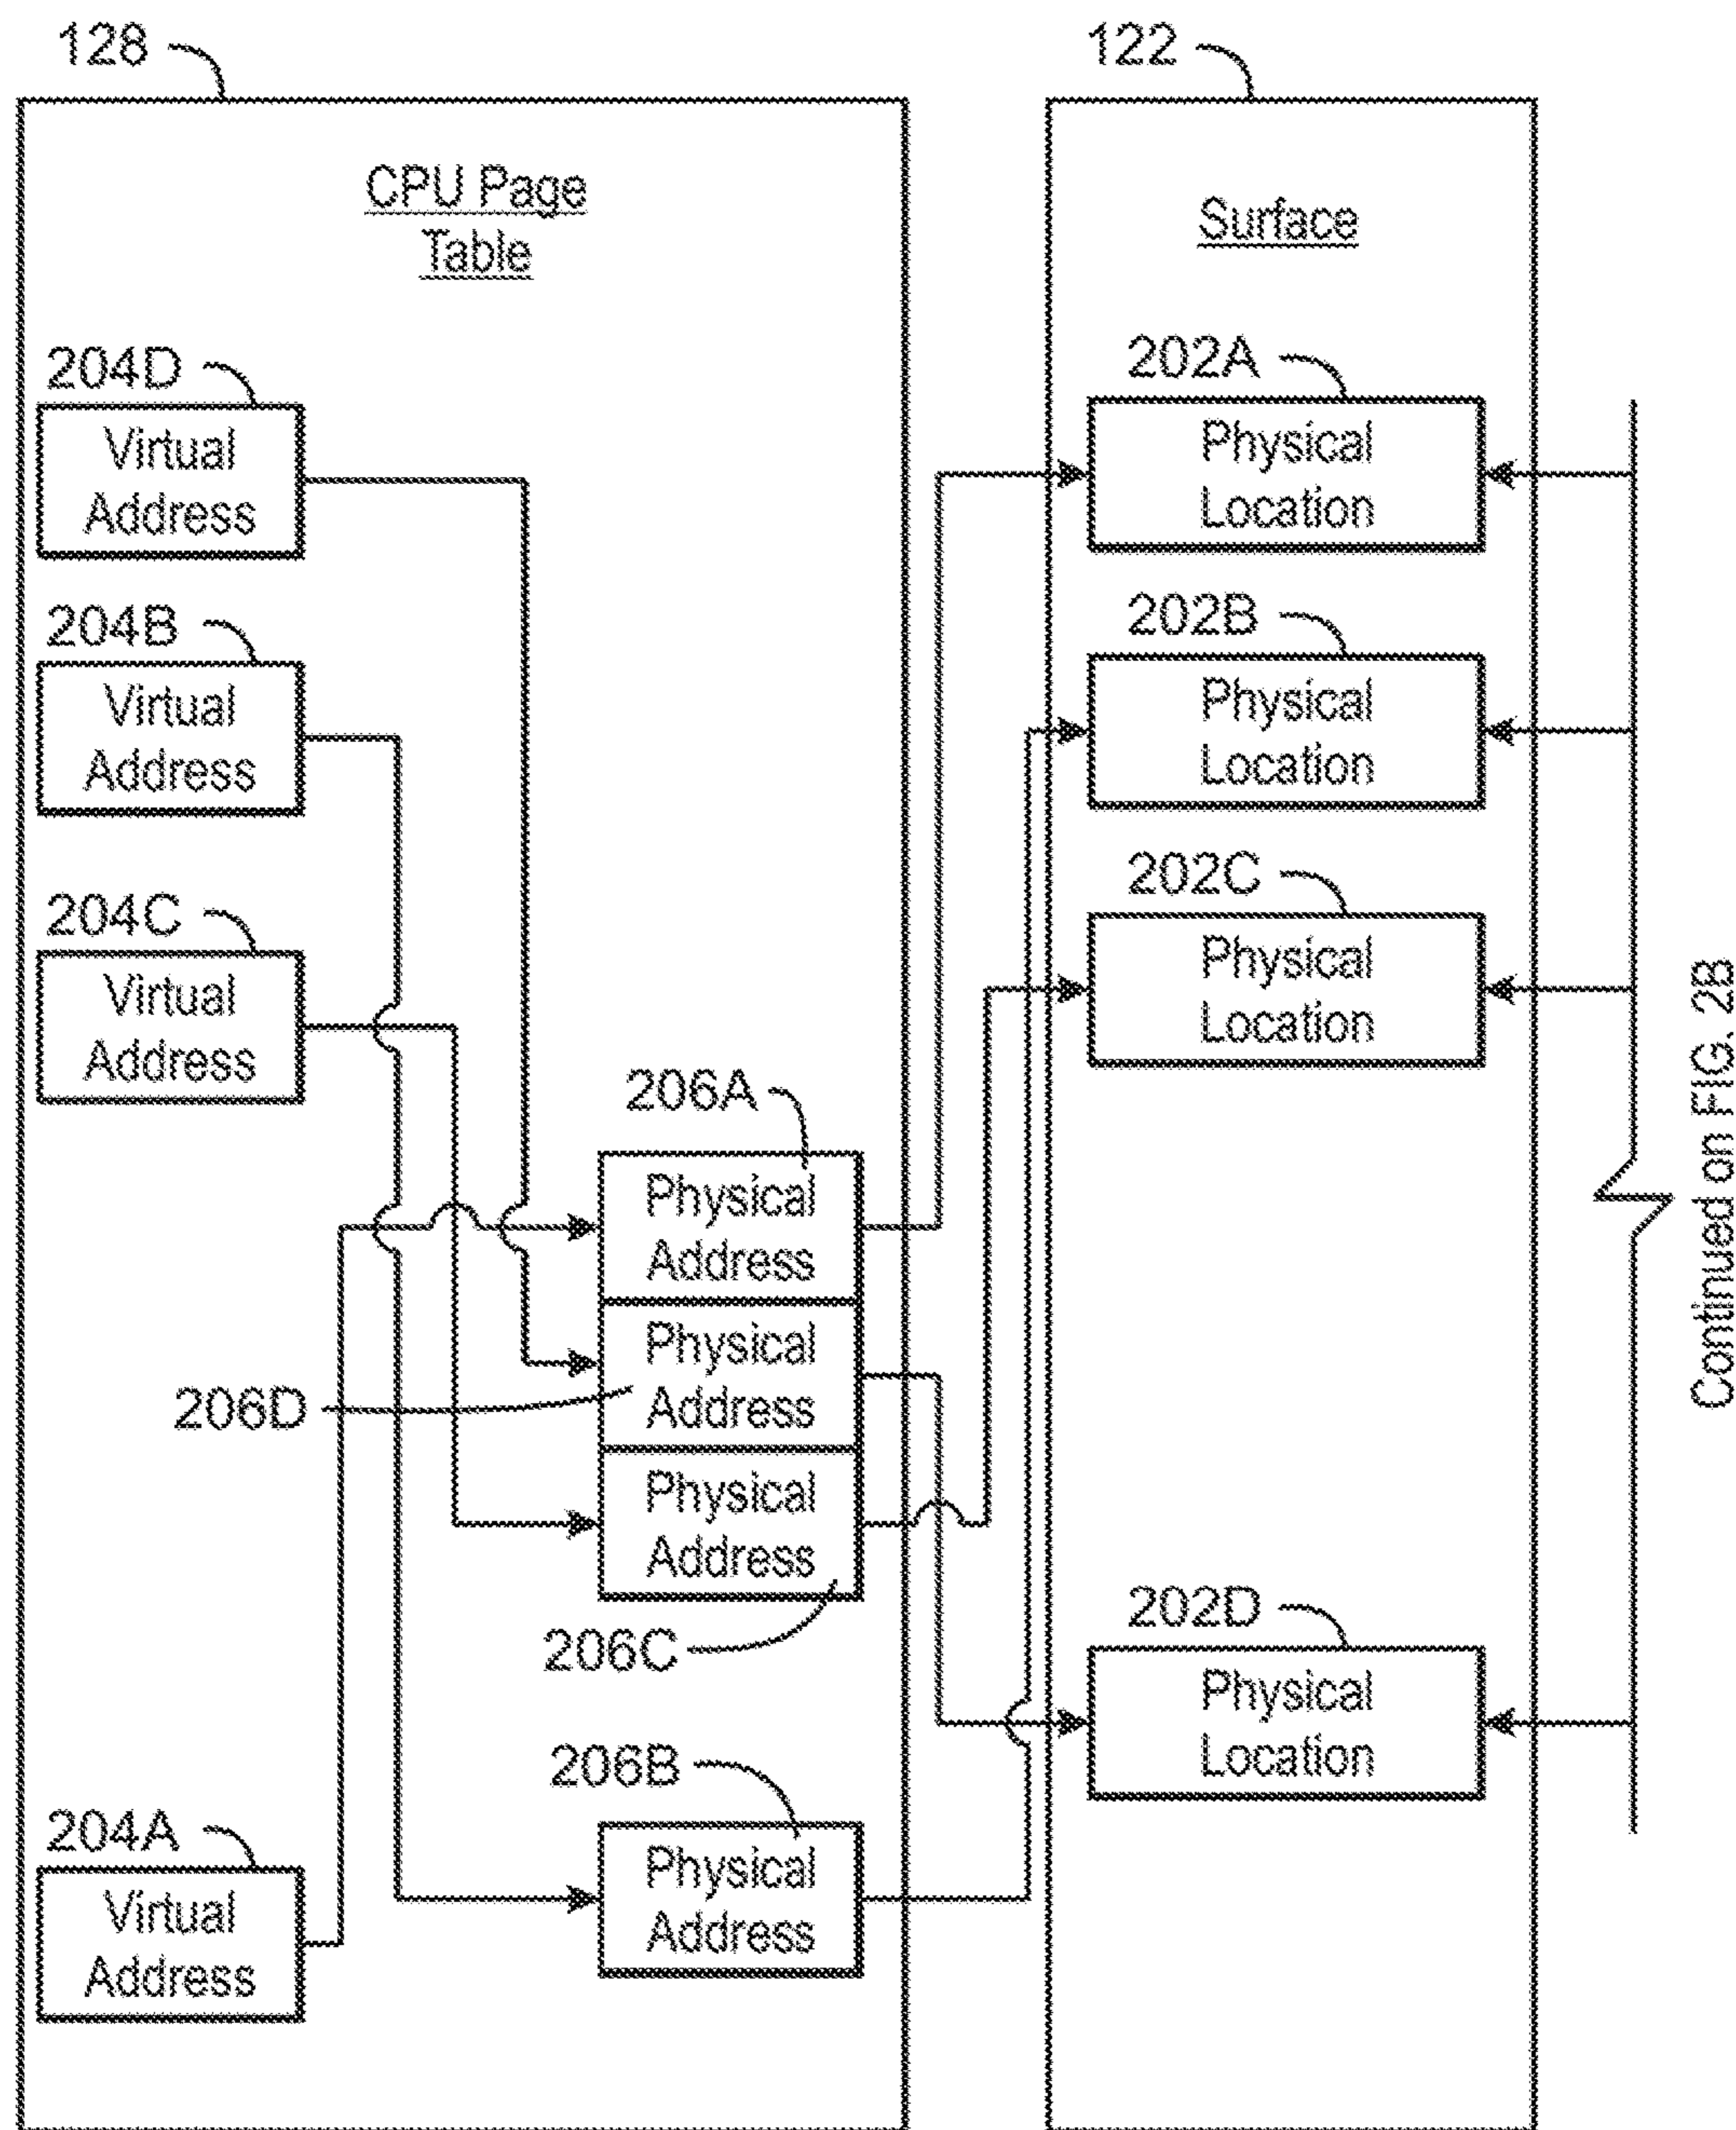 128
122
CPU Page
Table
Surface
204D
Virtual
Address
202A
Physical
Location
204B
Virtual
Address
202B
Physical
Location
204C
Virtual
Address
202C
Physical
Location
206A
Physical
Address
206D
Physical
Address
Physical
Address
206C
202D
Physical
Location
206B
Physical
Address
204A
Virtual
Address
Continued on FIG. 2B